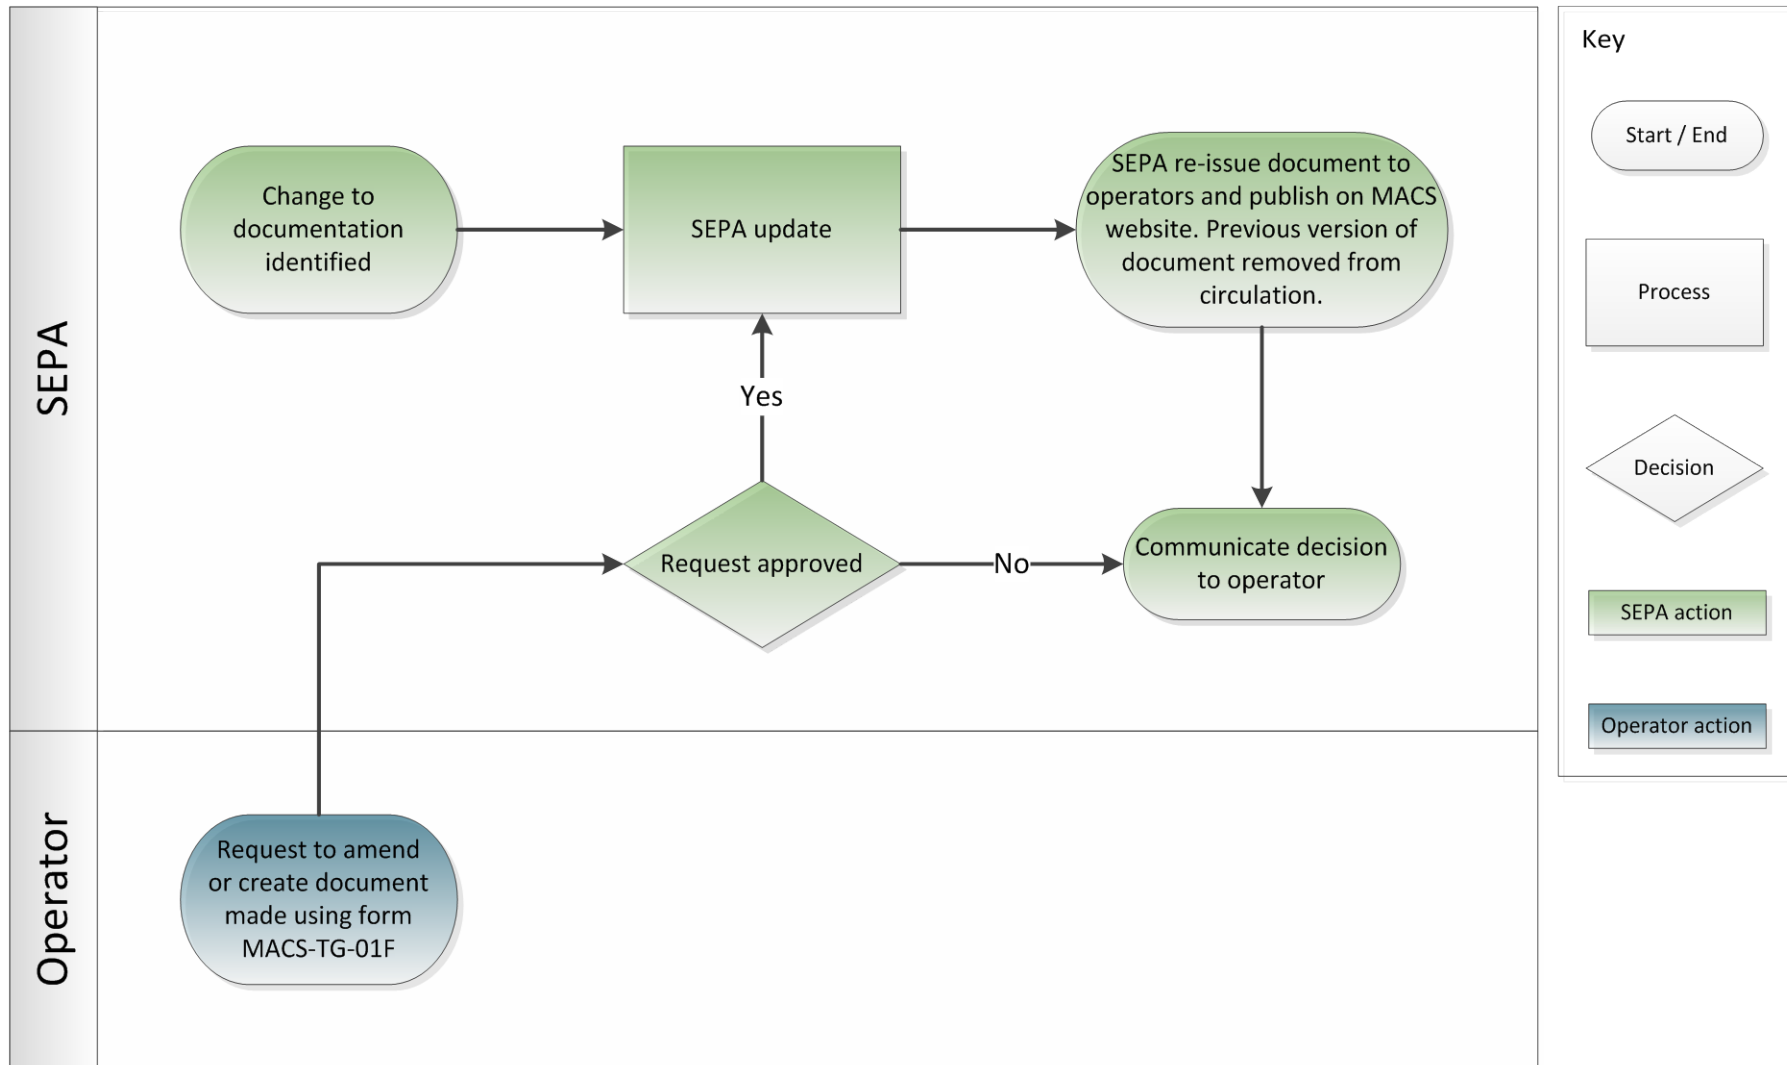 SEPA
Change to
documentation
identified
SEPA update
SEPA re-issue document to
operators and publish on MACS
website. Previous version of
document removed from
circulation.
Yes
Request approved
No
Communicate decision
to operator
Operator
Request to amend
or create document
made using form
MACS-TG-01F
Key
Start / End
Process
Decision
SEPA action
Operator action